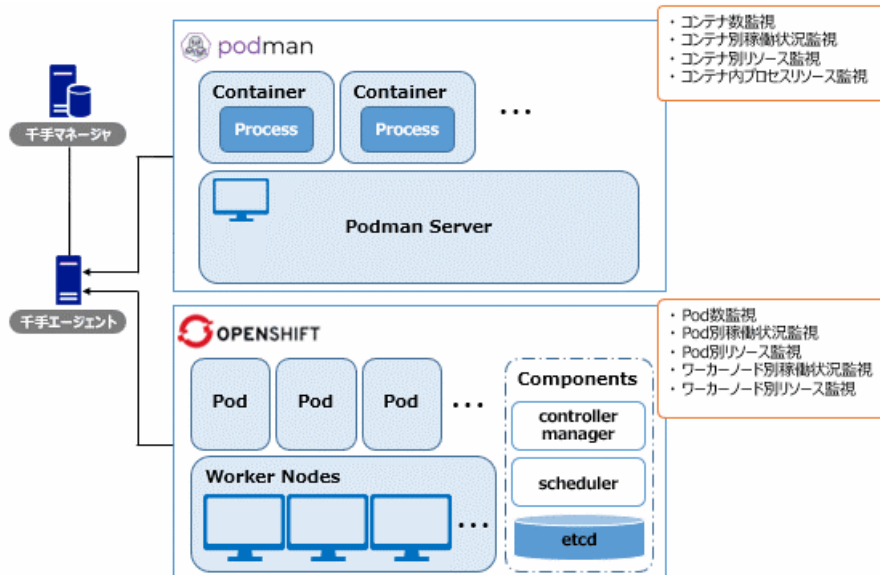 podman
・ コンテナ数監視
・ コンテナ別稼働状況監視
・ コンテナ別リソース監視
・ コンテナ内プロセスリソース監視
Container
Container
Process
Process
...
千手マネージャ
Podman Server
千手エージェント
OPENSHIFT
・ Pod数監視
・ Pod別稼働状況監視
・ Pod別リソース監視
・ ワーカーノード別稼働状況監視
・ ワーカーノード別リソース監視
Pod
Pod
Pod
...
Components
controller
manager
Worker Nodes
scheduler
...
etcd